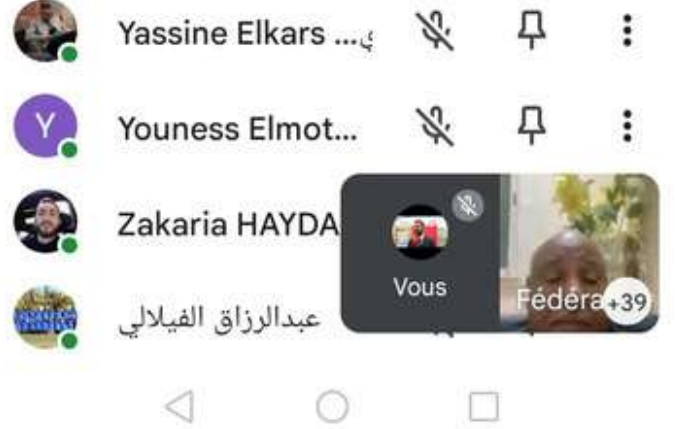 Yassine Elkars ...ي
Y
Youness Elmot...
Zakaria HAYDA
Vous
Fédéra
+39
عبدالرزاق الفيلالي